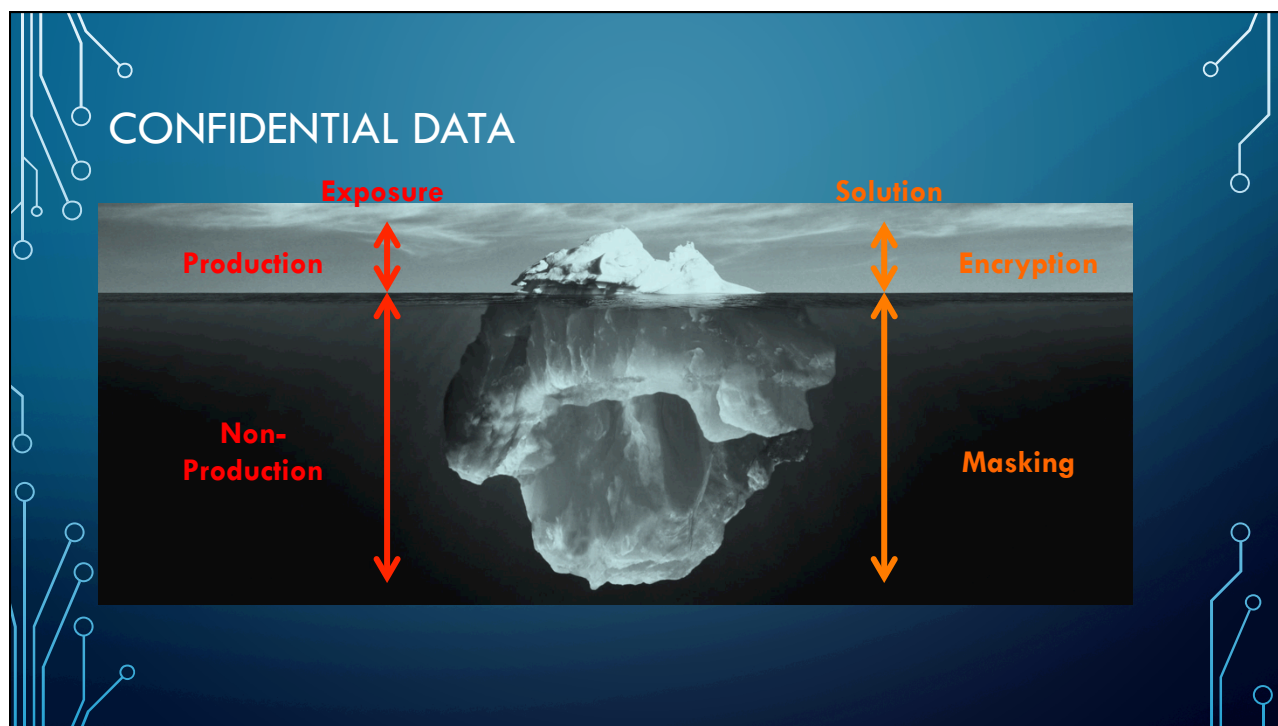 CONFIDENTIAL DATA
Exposure
Solution
Production
Encryption
Non-
Production
Masking